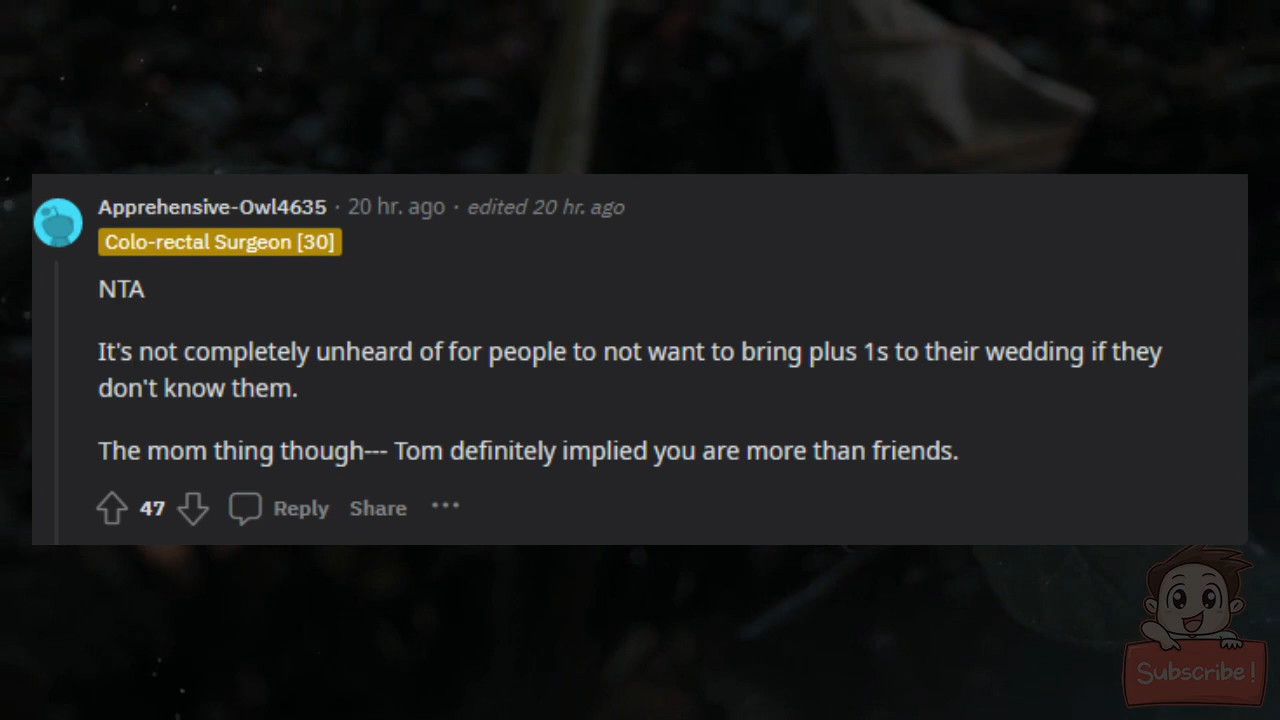 Apprehensive-Owl4635 · 20 hr. ago · edited 20 hr. ago
Colo-rectal Surgeon [30]
NTA
It's not completely unheard of for people to not want to bring plus 1s to their wedding if they
don't know them.
The mom thing though--- Tom definitely implied you are more than friends.
47 Reply Share ···
Subscribe!